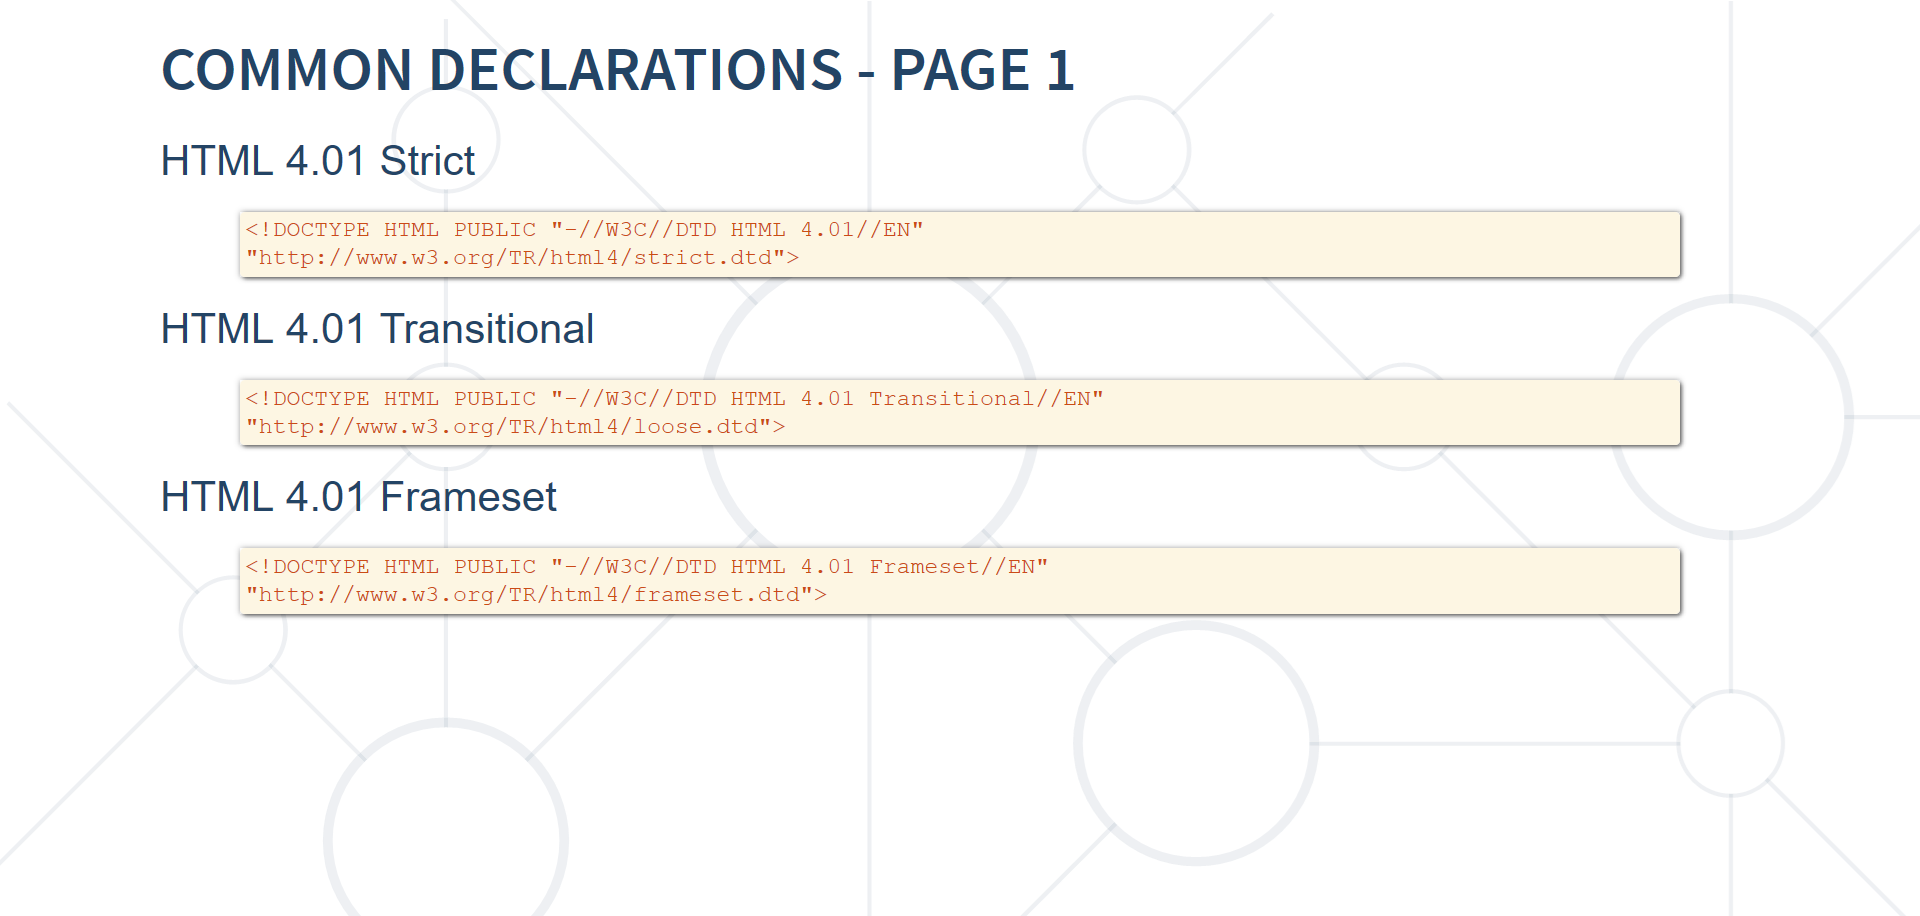 COMMON DECLARATIONS - PAGE 1
HTML 4.01 Strict
<!DOCTYPE HTML PUBLIC "-//W3C//DTD HTML 4.01//EN"
"http://www.w3.org/TR/html4/strict.dtd">
HTML 4.01 Transitional
<!DOCTYPE HTML PUBLIC "-//W3C//DTD HTML 4.01 Transitional//EN"
"http://www.w3.org/TR/html4/loose.dtd">
HTML 4.01 Frameset
<!DOCTYPE HTML PUBLIC "-//W3C//DTD HTML 4.01 Frameset//EN"
"http://www.w3.org/TR/html4/frameset.dtd">